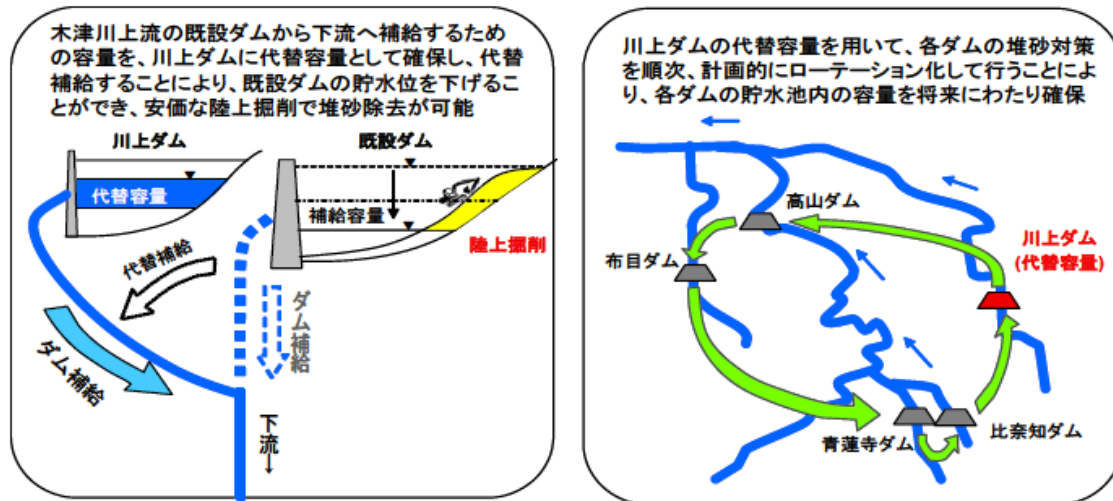 木津川上流の既設ダムから下流へ補給するため
の容量を、川上ダムに代替容量として確保し、代替
補給することにより、既設ダムの貯水位を下げるこ
とができ、安価な陸上掘削で堆砂除去が可能
川上ダム
既設ダム
代替容量
補給容量
陸上掘削
代替補給
ダム補給
ダム補給
下流↓
川上ダムの代替容量を用いて、各ダムの堆砂対策
を順次、計画的にローテーション化して行うことによ
り、各ダムの貯水池内の容量を将来にわたり確保
高山ダム
川上ダム
(代替容量)
布目ダム
青蓮寺ダム
比奈知ダム